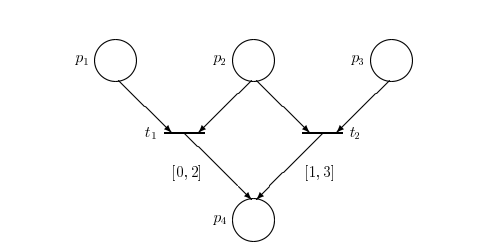 p1 p2 p3
t1 t2
[0, 2] [1, 3]
p4